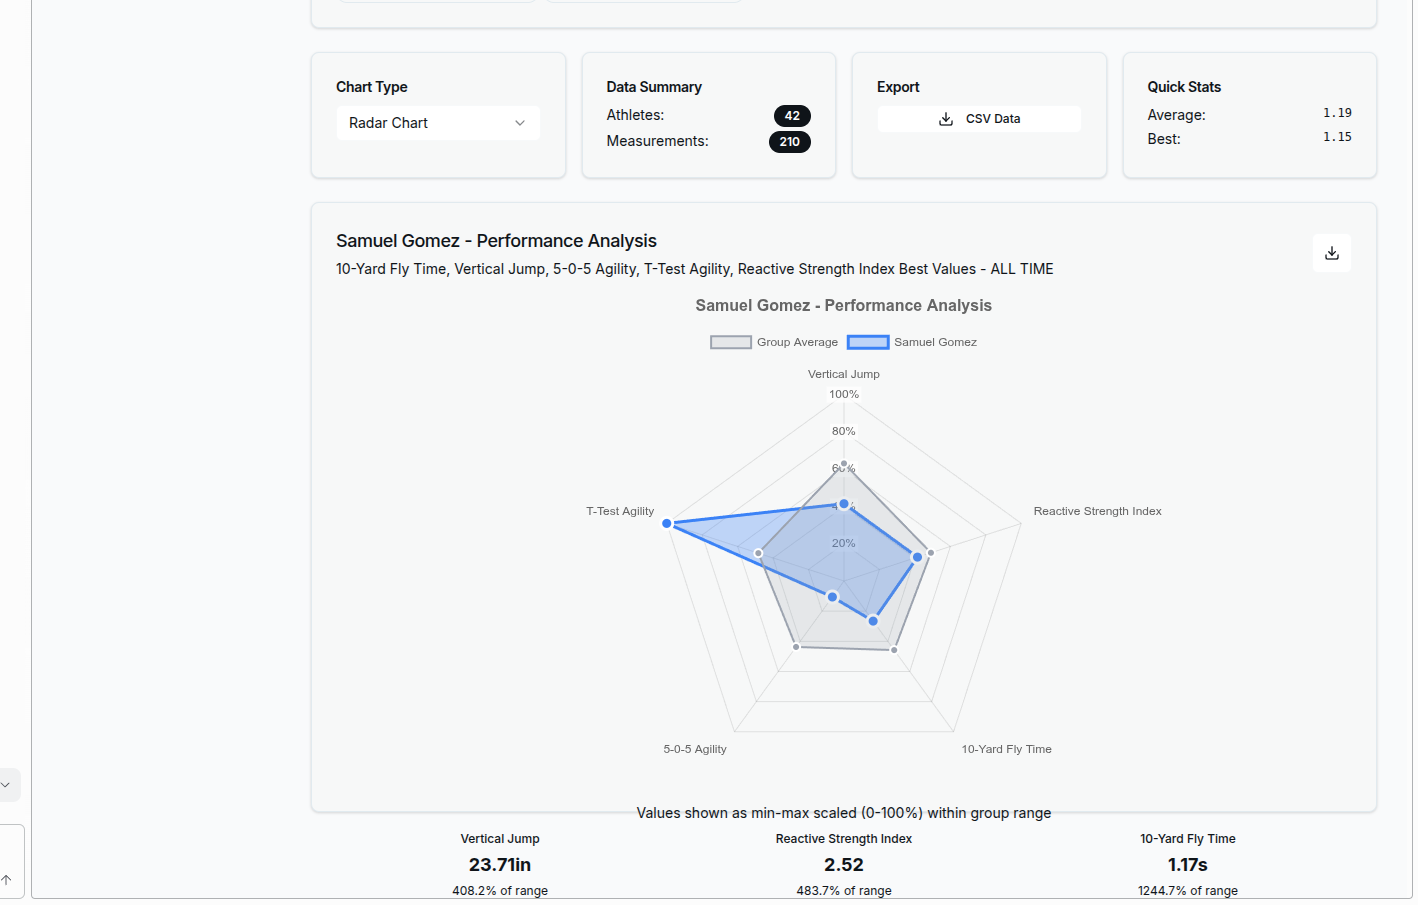 Chart Type
Radar Chart
Data Summary
Athletes: 42
Measurements: 210
Export
CSV Data
Quick Stats
Average: 1.19
Best: 1.15
Samuel Gomez - Performance Analysis
10-Yard Fly Time, Vertical Jump, 5-0-5 Agility, T-Test Agility, Reactive Strength Index Best Values - ALL TIME
Samuel Gomez - Performance Analysis
Group Average Samuel Gomez
Vertical Jump
100%
80%
60%
20%
T-Test Agility
Reactive Strength Index
5-0-5 Agility
10-Yard Fly Time
Values shown as min-max scaled (0-100%) within group range
Vertical Jump Reactive Strength Index 10-Yard Fly Time
23.71in 2.52 1.17s
408.2% of range 483.7% of range 1244.7% of range